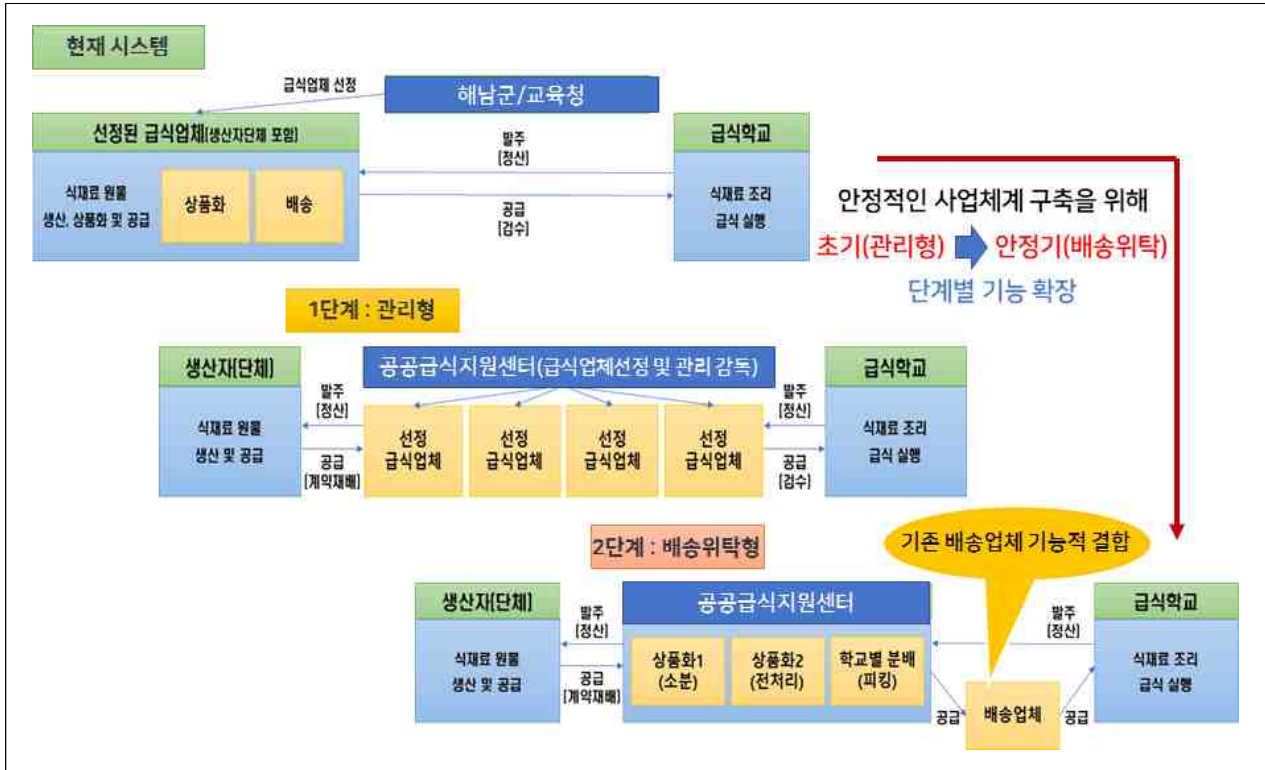 현재 시스템
급식업체 선정
해남군/교육청
선정된 급식업체(생산자단체 포함)
식재료 원물
생산, 상품화 및 공급
상품화
배송
발주
(정산)
공급
(검수)
급식학교
식재료 조리
급식 실행
안정적인 사업체계 구축을 위해
초기(관리형) 안정기(배송위탁)
단계별 기능 확장
1단계 : 관리형
생산자(단체)
식재료 원물
생산 및 공급
발주
(정산)
공급
(계약재배)
공공급식지원센터(급식업체선정 및 관리 감독)
선정
급식업체
선정
급식업체
선정
급식업체
선정
급식업체
발주
(정산)
공급
(검수)
급식학교
식재료 조리
급식 실행
2단계 : 배송위탁형
기존 배송업체 기능적 결합
생산자(단체)
식재료 원물
생산 및 공급
발주
(정산)
공급
(계약재배)
공공급식지원센터
상품화1
(소분)
상품화2
(전처리)
학교별 분배
(피킹)
발주
(정산)
공급
배송업체
공급
급식학교
식재료 조리
급식 실행